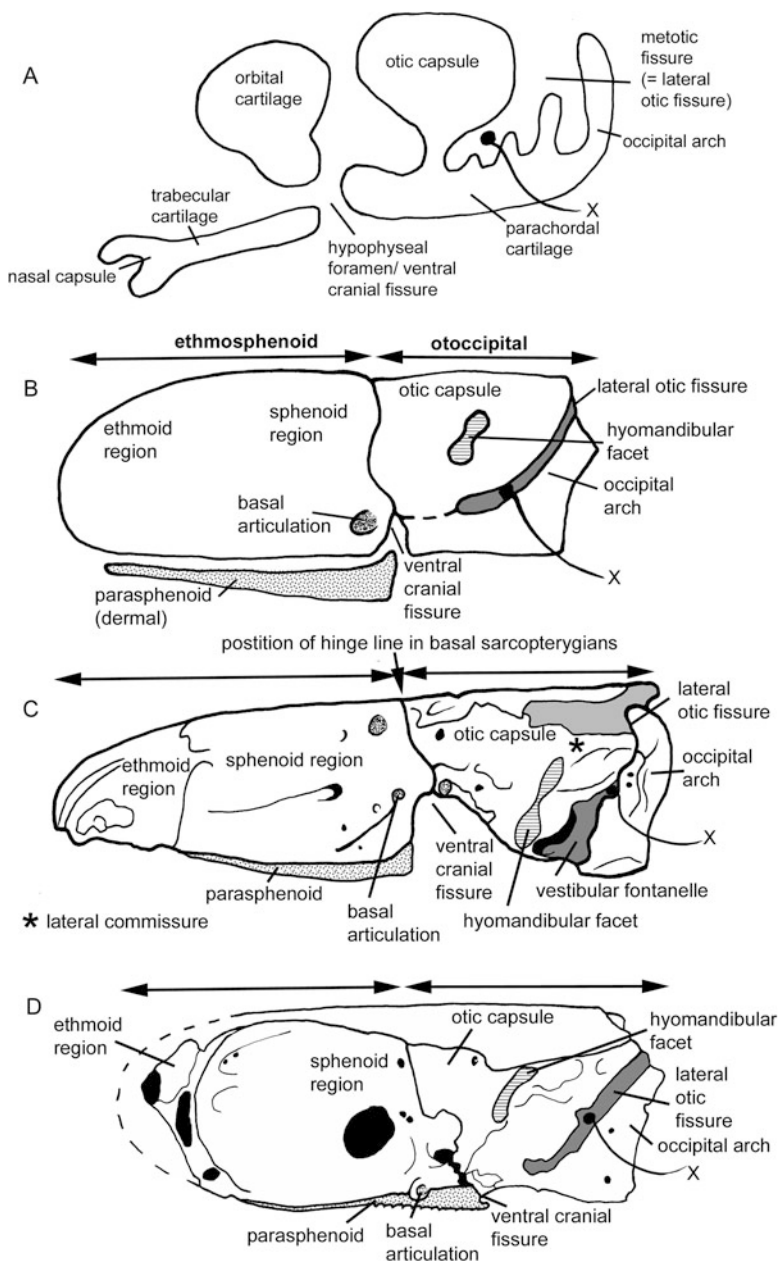 A
orbital
cartilage
otic capsule
metotic
fissure
(= lateral
otic fissure)
occipital arch
trabecular
cartilage
X
nasal capsule
hypophyseal
foramen/ ventral
cranial fissure
parachordal
cartilage
ethmosphenoid
otoccipital
B
otic capsule
lateral otic fissure
ethmoid
region
sphenoid
region
hyomandibular
facet
basal
articulation
occipital
arch
parasphenoid
(dermal)
ventral
cranial
fissure
X
postition of hinge line in basal sarcopterygians
C
otic capsule
*
lateral
otic fissure
ethmoid
region
sphenoid region
occipital
arch
parasphenoid
basal
articulation
ventral
cranial
fissure
hyomandibular facet
vestibular fontanelle
X
* lateral commissure
D
ethmoid
region
sphenoid
region
otic capsule
hyomandibular
facet
lateral
otic
fissure
occipital arch
X
parasphenoid
basal
articulation
ventral cranial
fissure